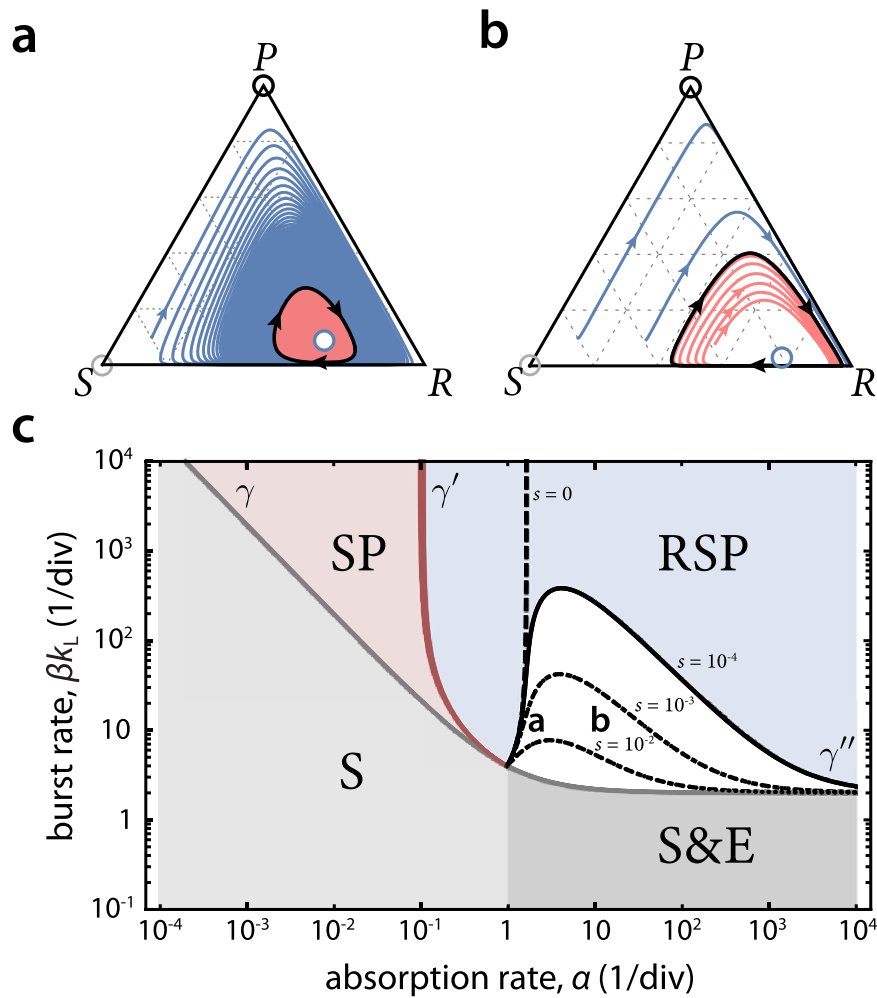 a
b
P
P
S
R
S
R
c
burst rate, βk_L (1/div)
10⁴
10³
10²
10
1
10⁻¹
γ
γ′
s = 0
SP
RSP
s = 10⁻⁴
s = 10⁻³
a
b
s = 10⁻²
γ″
S
S&E
10⁻⁴
10⁻³
10⁻²
10⁻¹
1
10
10²
10³
10⁴
absorption rate, α (1/div)